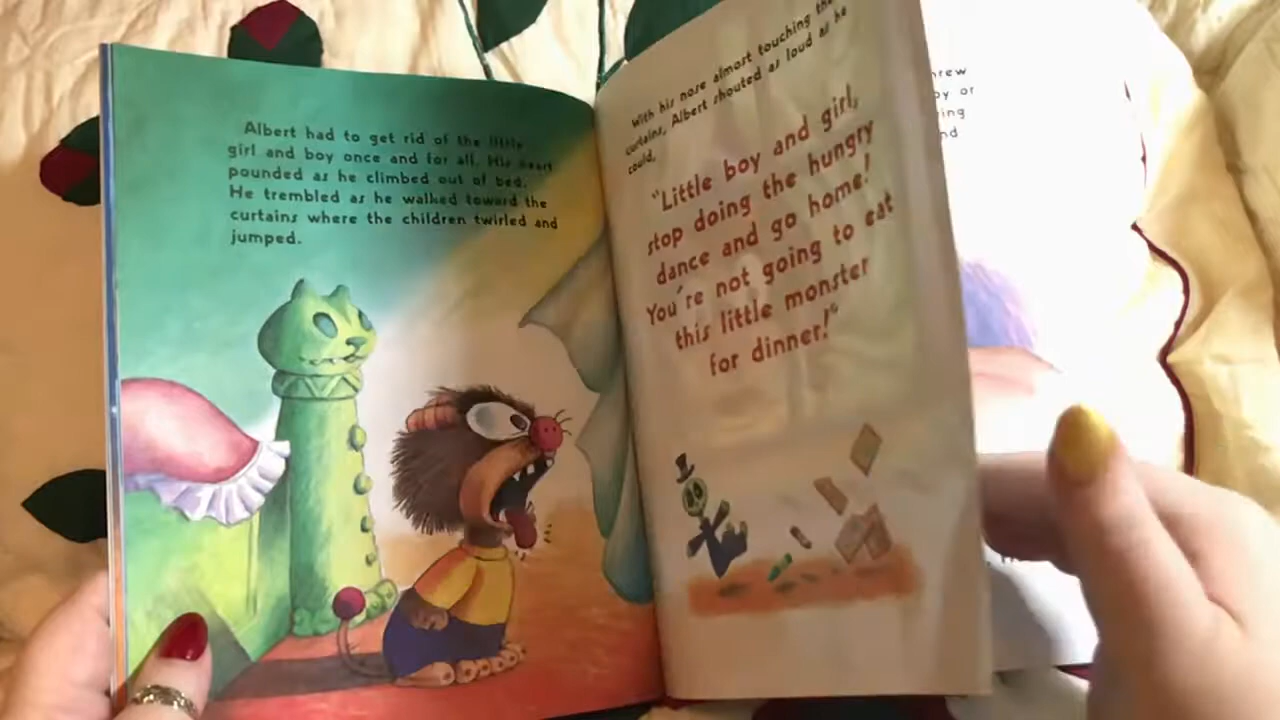 Albert had to get rid of the little
girl and boy once and for all. His heart
pounded as he climbed out of bed.
He trembled as he walked toward the
curtains where the children twirled and
jumped.
With his nose almost touching the
curtains, Albert shouted as loud as he
could,
"Little boy and girl,
stop doing the hungry
dance and go home!
You're not going to eat
this little monster
for dinner!"
by or